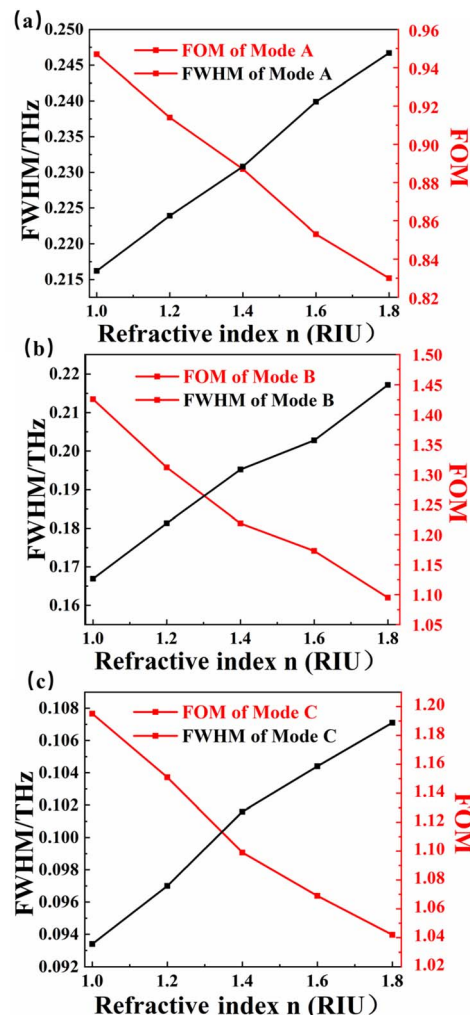 (a)
FOM of Mode A
FWHM of Mode A
0.250
0.245
0.240
0.235
0.230
0.225
0.220
0.215
FWHM/THz
0.96
0.92
0.88
0.84
0.80
0.86
0.82
FOM
1.0 1.2 1.4 1.6 1.8
Refractive index n (RIU）
(b)
FOM of Mode B
FWHM of Mode B
0.22
0.21
0.20
0.19
0.18
0.17
0.16
FWHM/THz
1.50
1.45
1.35
1.30
1.25
1.20
1.10
1.05
FOM
1.0 1.2 1.4 1.6 1.8
Refractive index n (RIU）
(c)
FOM of Mode C
FWHM of Mode C
0.108
0.106
0.104
0.102
0.100
0.098
0.096
0.094
0.092
FWHM/THz
1.20
1.18
1.16
1.14
1.12
1.10
1.08
1.06
1.04
1.02
FOM
1.0 1.2 1.4 1.6 1.8
Refractive index n (RIU）